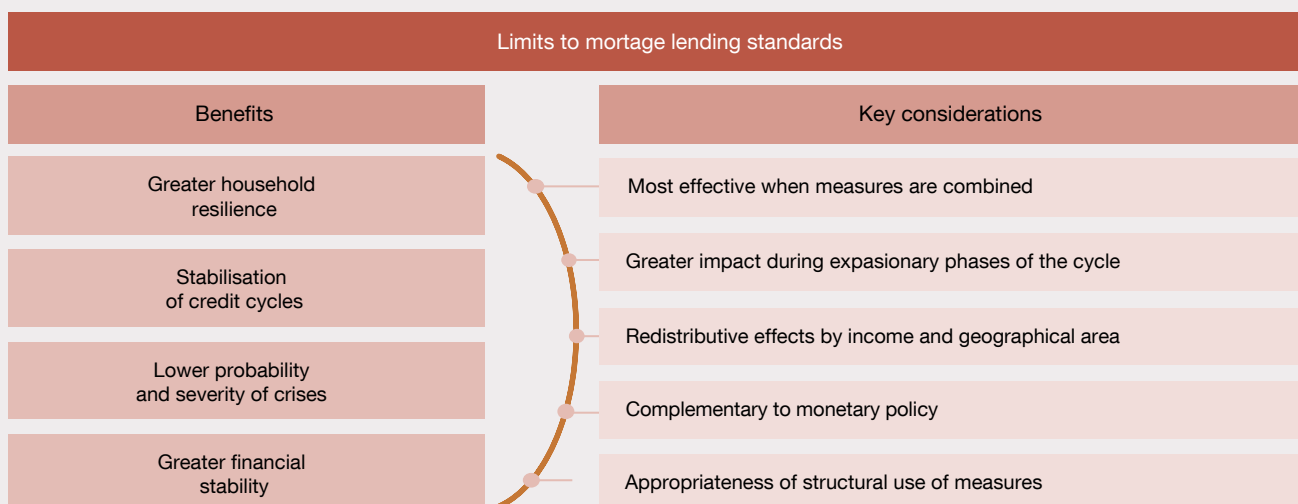 Limits to mortage lending standards
Benefits
Greater household
resilience
Stabilisation
of credit cycles
Lower probability
and severity of crises
Greater financial
stability
Key considerations
Most effective when measures are combined
Greater impact during expasionary phases of the cycle
Redistributive effects by income and geographical area
Complementary to monetary policy
Appropriateness of structural use of measures